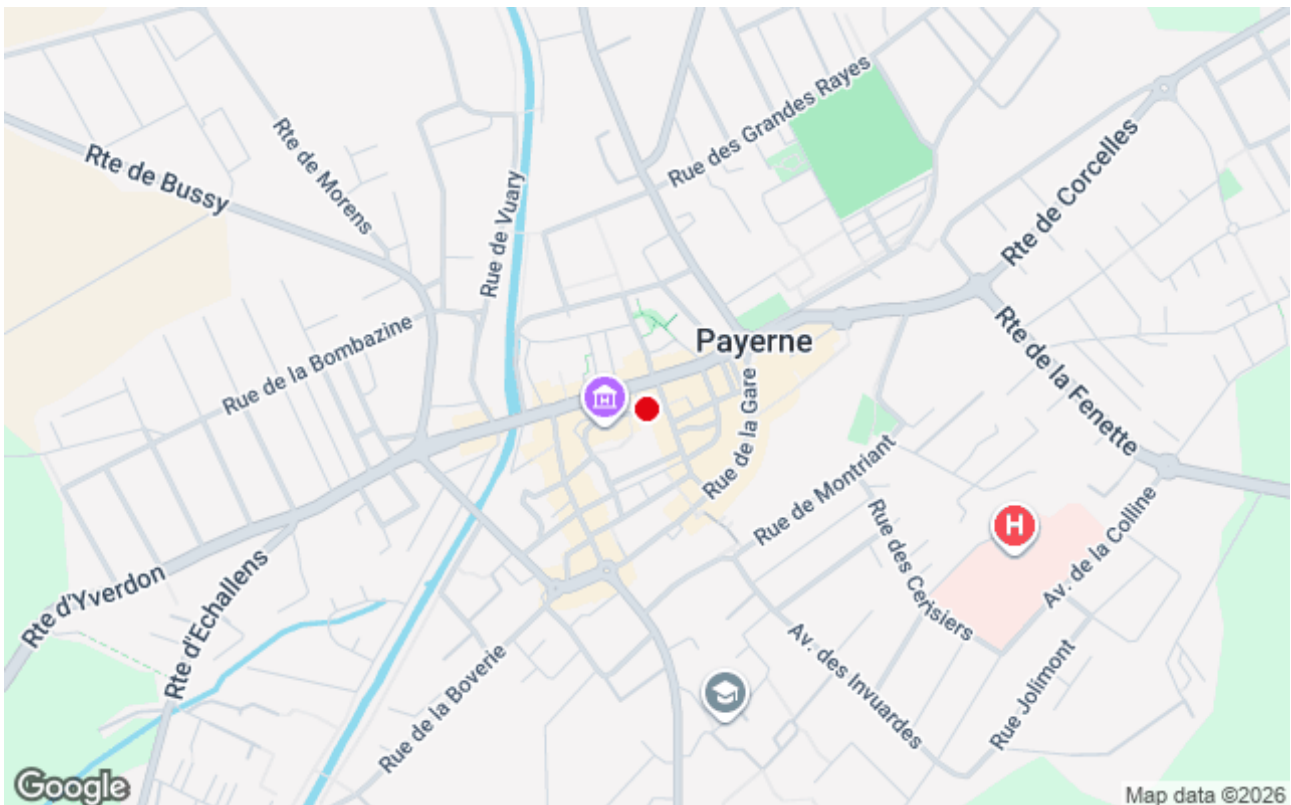 Rue des Grandes Rayes
Rte de Morens
Rte de Bussy
Rte de Corcelles
Rue de Vuary
Rue de la Bombazine
Payerne
Rte de la Fenette
Rue de la Gare
Rue de Montriant
H
H
Rue des Cerisiers
Av. de la Colline
Rte d'Yverdon
Rte d'Echallens
Av. des Invuardes
Rue Jolimont
Rue de la Boverie
Google
Map data ©2026